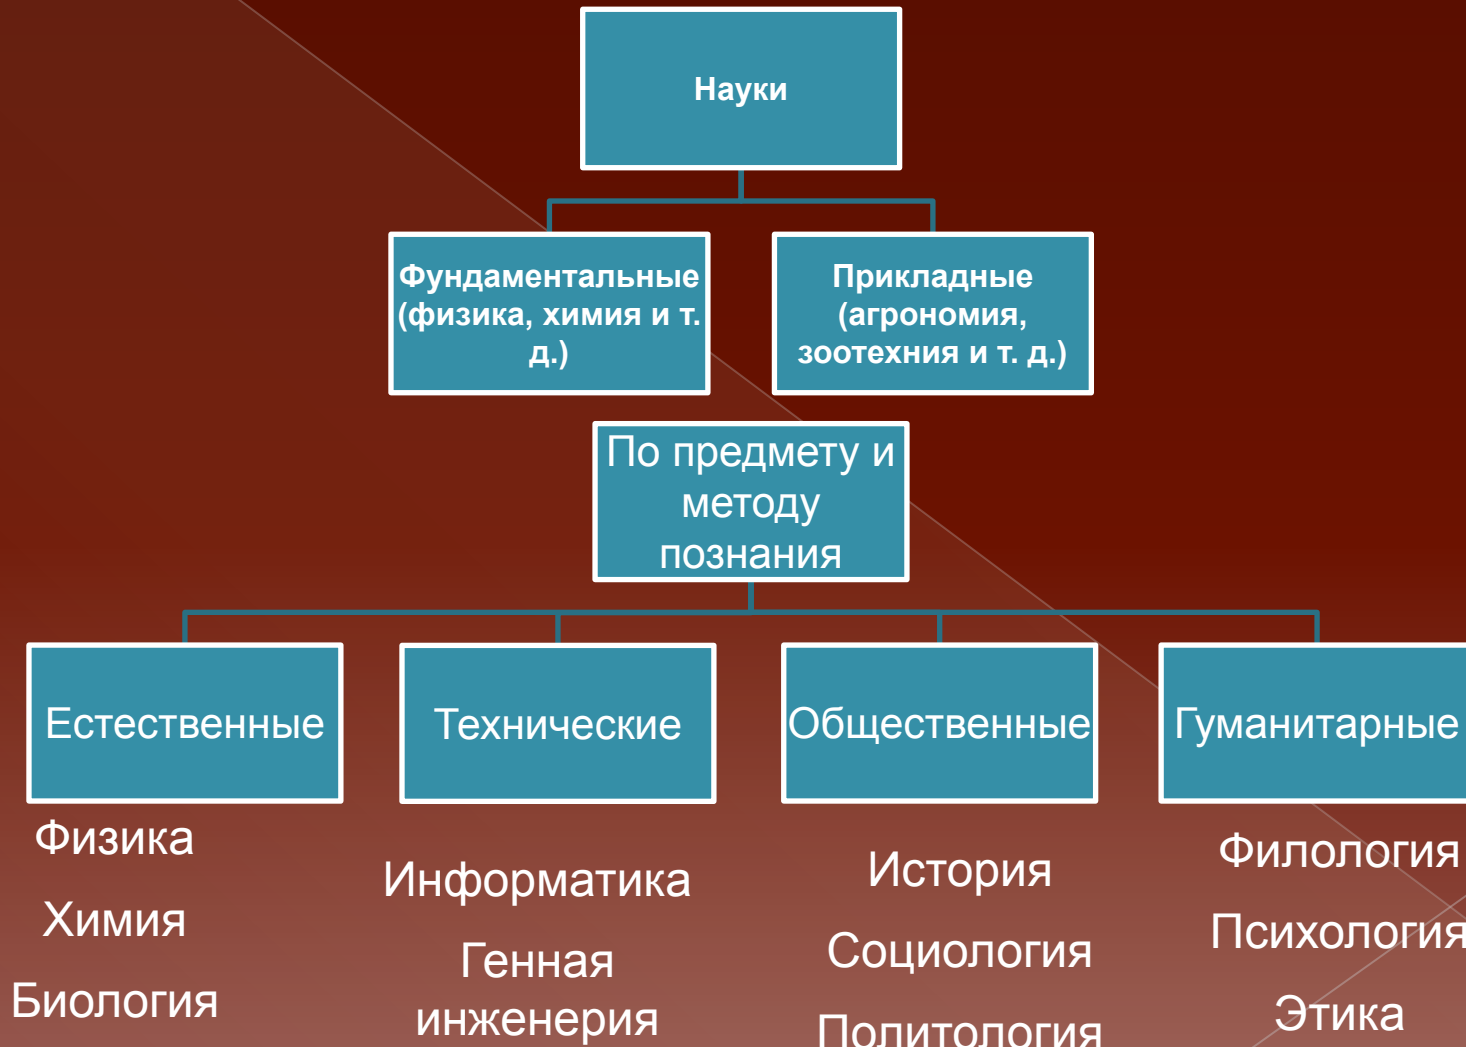 Науки
Фундаментальные
(физика, химия и т.
д.)
Прикладные
(агрономия,
зоотехния и т. д.)
По предмету и
методу
познания
Естественные
Технические
Общественные
Гуманитарные
Физика
Химия
Биология
Информатика
Генная
инженерия
История
Социология
Политология
Филология
Психология
Этика